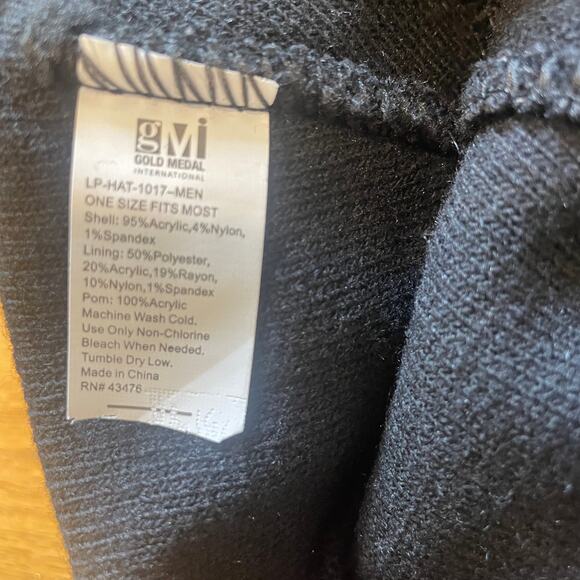 gMi
GOLD MEDAL
INTERNATIONAL
LP-HAT-1017-MEN
ONE SIZE FITS MOST
Shell: 95%Acrylic,4%Nylon,
1%Spandex
Lining: 50%Polyester,
20%Acrylic,19%Rayon,
10%Nylon,1%Spandex
Pom: 100%Acrylic
Machine Wash Cold.
Use Only Non-Chlorine
Bleach When Needed.
Tumble Dry Low.
Made in China
RN# 43476